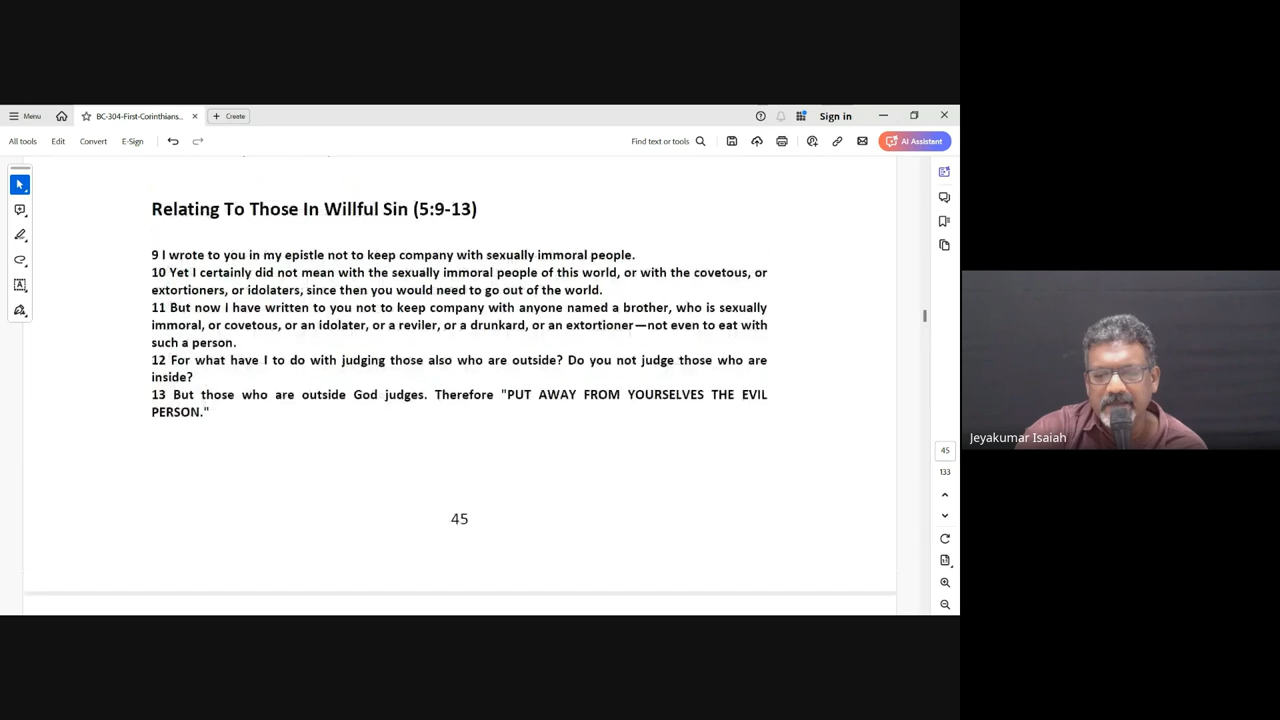 Menu
BC-304-First-Corinthians...
Create
Sign in
All tools
Edit
Convert
E-Sign
Find text or tools
AI Assistant
Relating To Those In Willful Sin (5:9-13)
9 I wrote to you in my epistle not to keep company with sexually immoral people.
10 Yet I certainly did not mean with the sexually immoral people of this world, or with the covetous, or
extortioners, or idolaters, since then you would need to go out of the world.
11 But now I have written to you not to keep company with anyone named a brother, who is sexually
immoral, or covetous, or an idolater, or a reviler, or a drunkard, or an extortioner—not even to eat with
such a person.
12 For what have I to do with judging those also who are outside? Do you not judge those who are
inside?
13 But those who are outside God judges. Therefore "PUT AWAY FROM YOURSELVES THE EVIL
PERSON."
45
45
133
Jeyakumar Isaiah